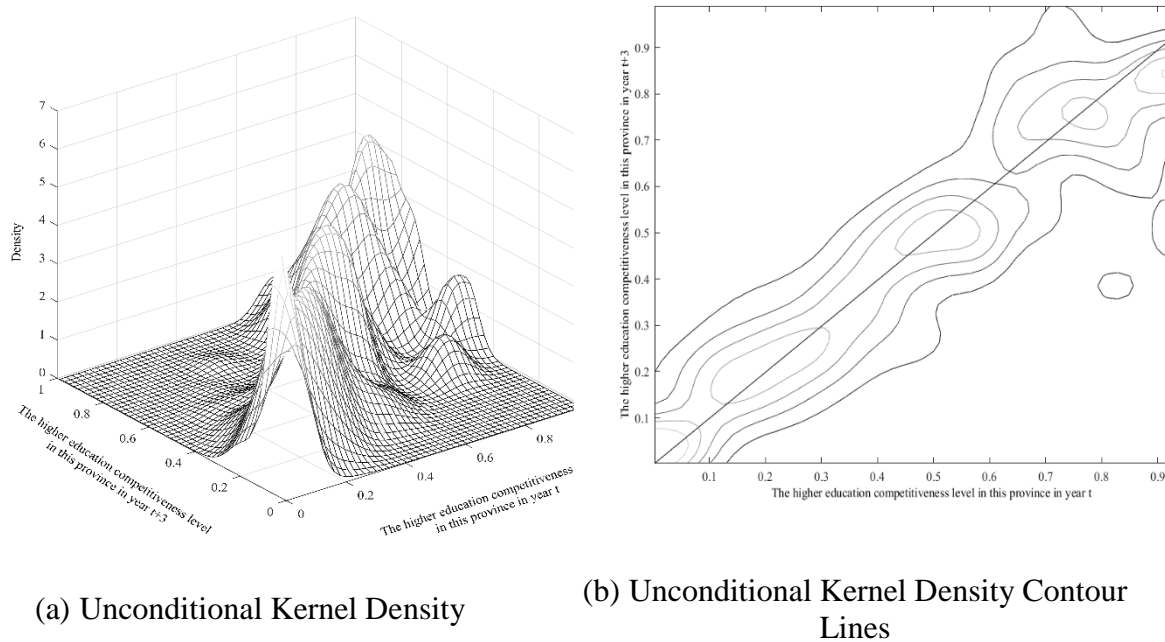 7
6
5
4
3
2
1
0
Density
1
0.8
0.6
0.4
0.2
0
The higher education competitiveness level
in this province in year t+3
0
0.2
0.4
0.6
0.8
The higher education competitiveness
in this province in year t
(a) Unconditional Kernel Density
The higher education competitiveness level in this province in year t+3
0.9
0.8
0.7
0.6
0.5
0.4
0.3
0.2
0.1
0.1 0.2 0.3 0.4 0.5 0.6 0.7 0.8 0.9
The higher education competitiveness level in this province in year t
(b) Unconditional Kernel Density Contour
Lines